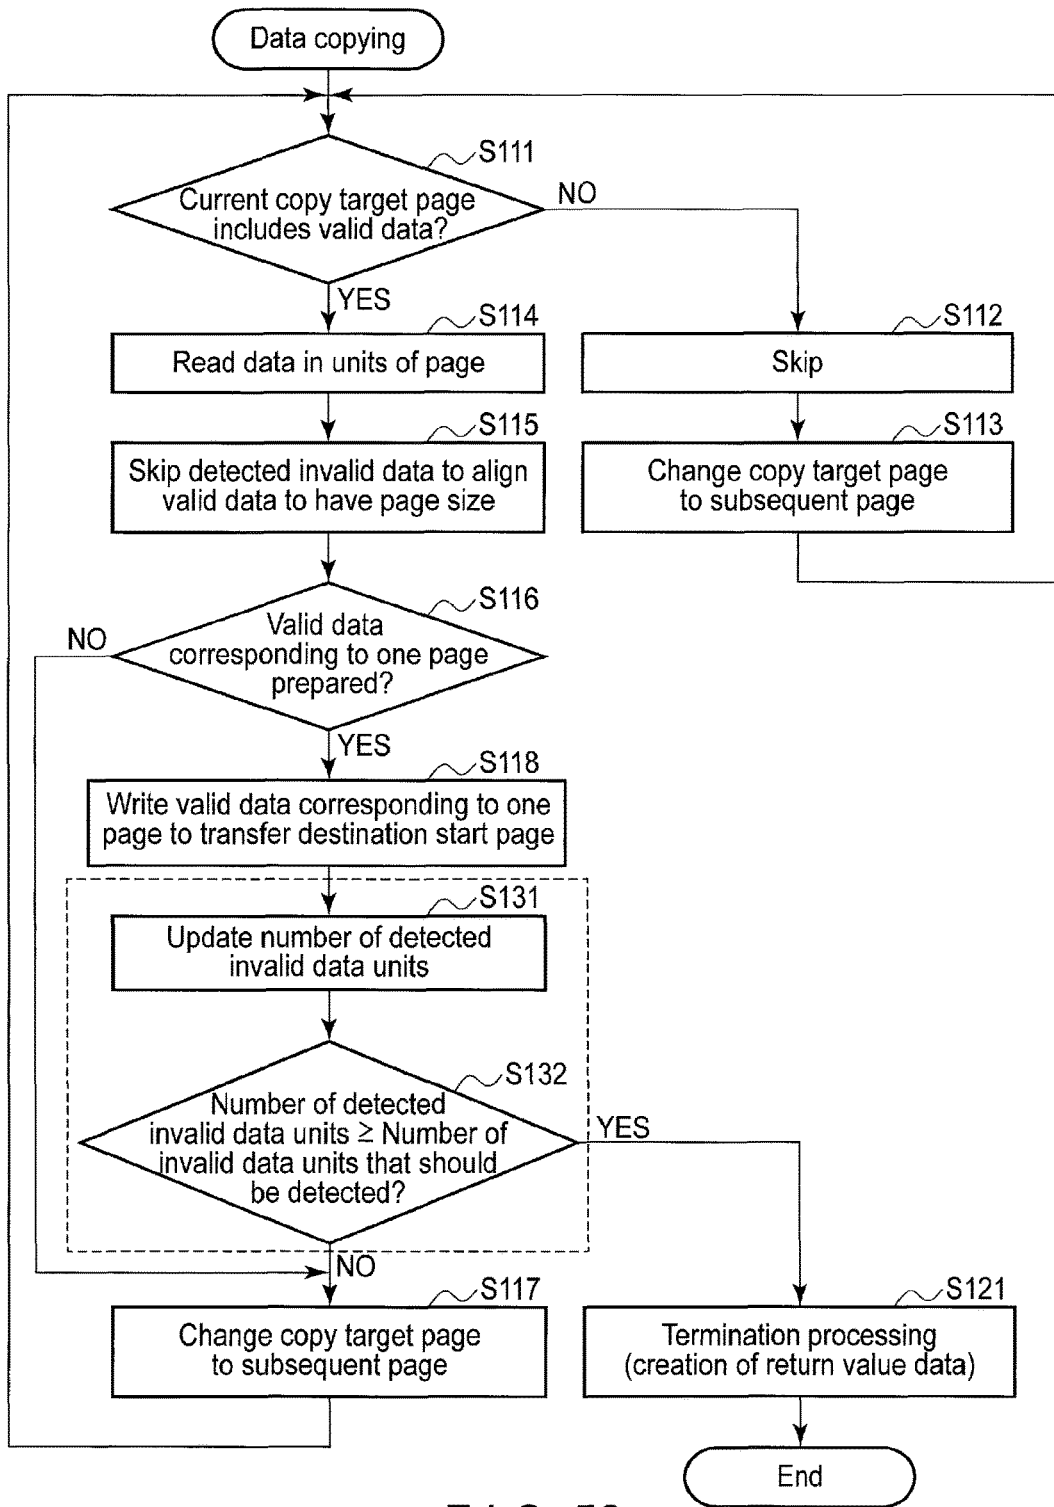 Data copying
S111
Current copy target page
includes valid data?
NO
YES
S114
Read data in units of page
S112
Skip
S115
Skip detected invalid data to align
valid data to have page size
S113
Change copy target page
to subsequent page
S116
Valid data
corresponding to one page
prepared?
NO
YES
S118
Write valid data corresponding to one
page to transfer destination start page
S131
Update number of detected
invalid data units
S132
Number of detected
invalid data units ≥ Number of
invalid data units that should
be detected?
YES
NO
S117
Change copy target page
to subsequent page
S121
Termination processing
(creation of return value data)
End